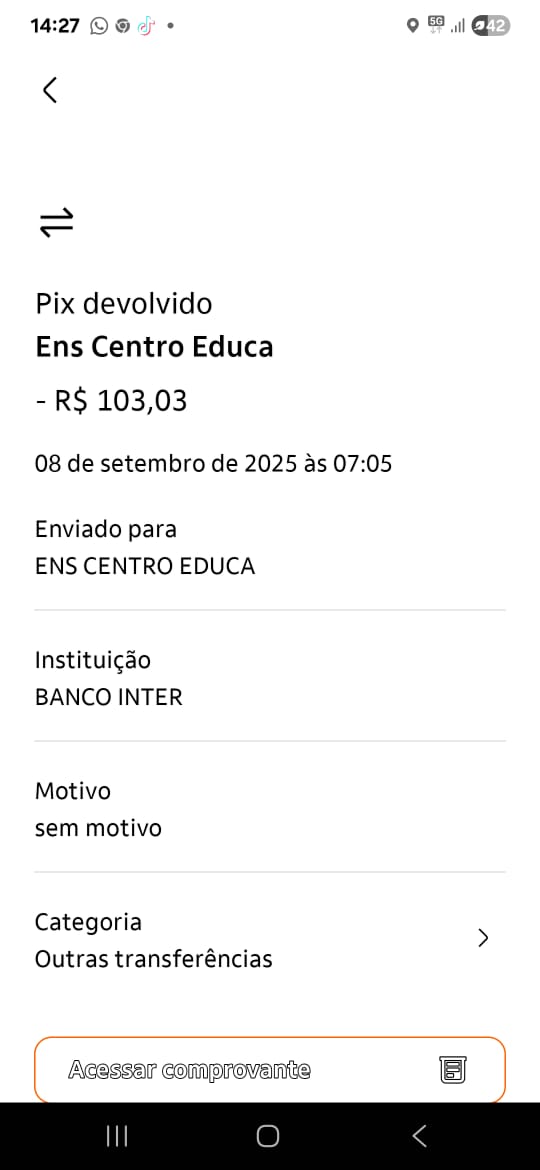 14:27
5G
42
Pix devolvido
Ens Centro Educa
- R$ 103,03
08 de setembro de 2025 às 07:05
Enviado para
ENS CENTRO EDUCA
Instituição
BANCO INTER
Motivo
sem motivo
Categoria
Outras transferências
Acessar comprovante